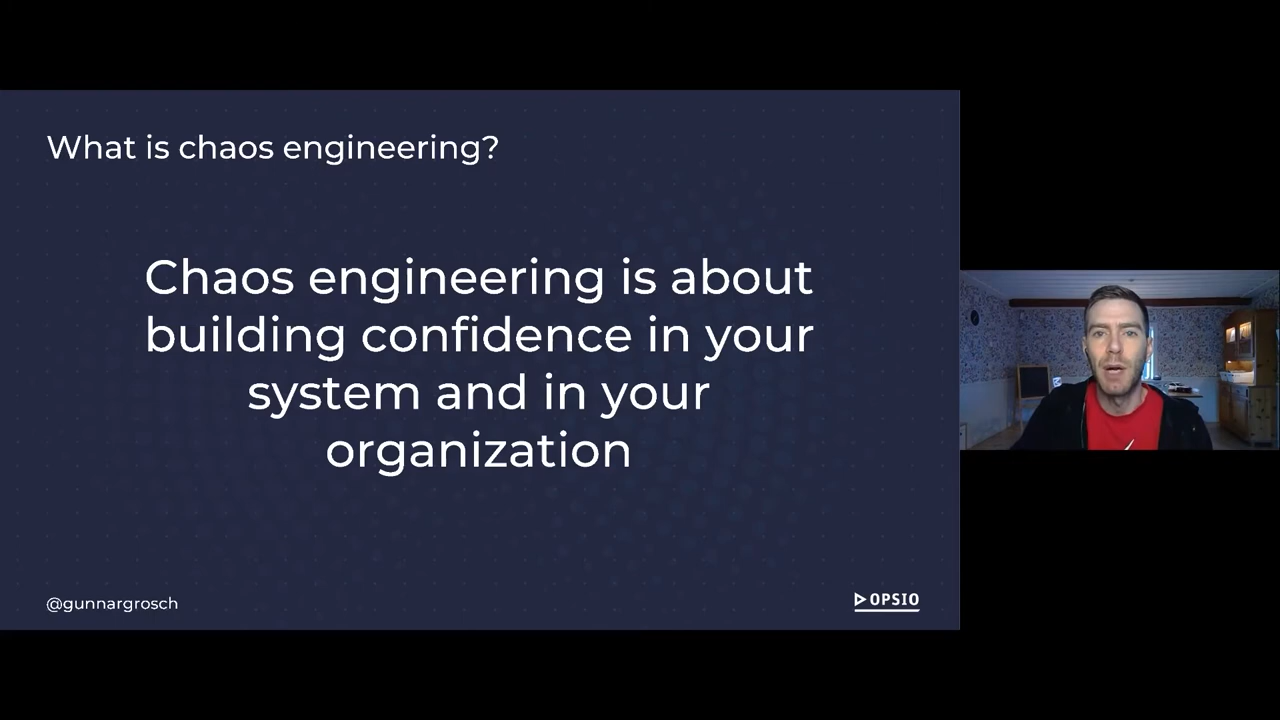 What is chaos engineering?
Chaos engineering is about
building confidence in your
system and in your
organization
@gunnargrosch
OPSIO